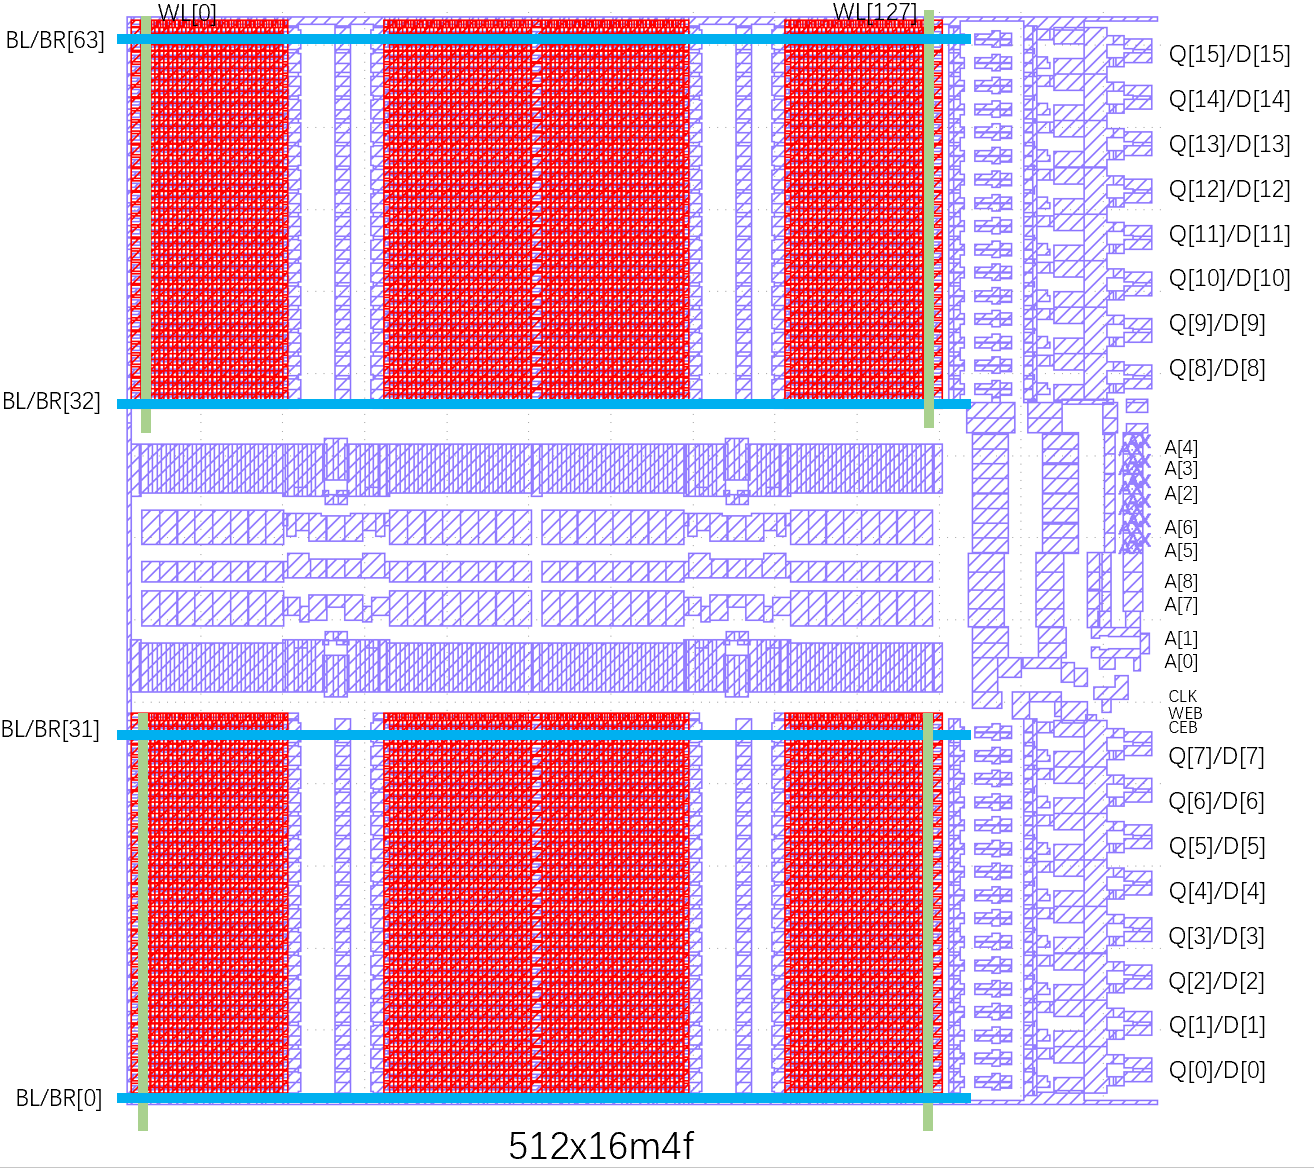 WL[0]
WL[127]
BL/BR[63]
Q[15]/D[15]
Q[14]/D[14]
Q[13]/D[13]
Q[12]/D[12]
Q[11]/D[11]
Q[10]/D[10]
Q[9]/D[9]
Q[8]/D[8]
BL/BR[32]
A[4]
A[3]
A[2]
A[6]
A[5]
A[8]
A[7]
A[1]
A[0]
CLK
WEB
CEB
BL/BR[31]
Q[7]/D[7]
Q[6]/D[6]
Q[5]/D[5]
Q[4]/D[4]
Q[3]/D[3]
Q[2]/D[2]
Q[1]/D[1]
Q[0]/D[0]
BL/BR[0]
512x16m4f